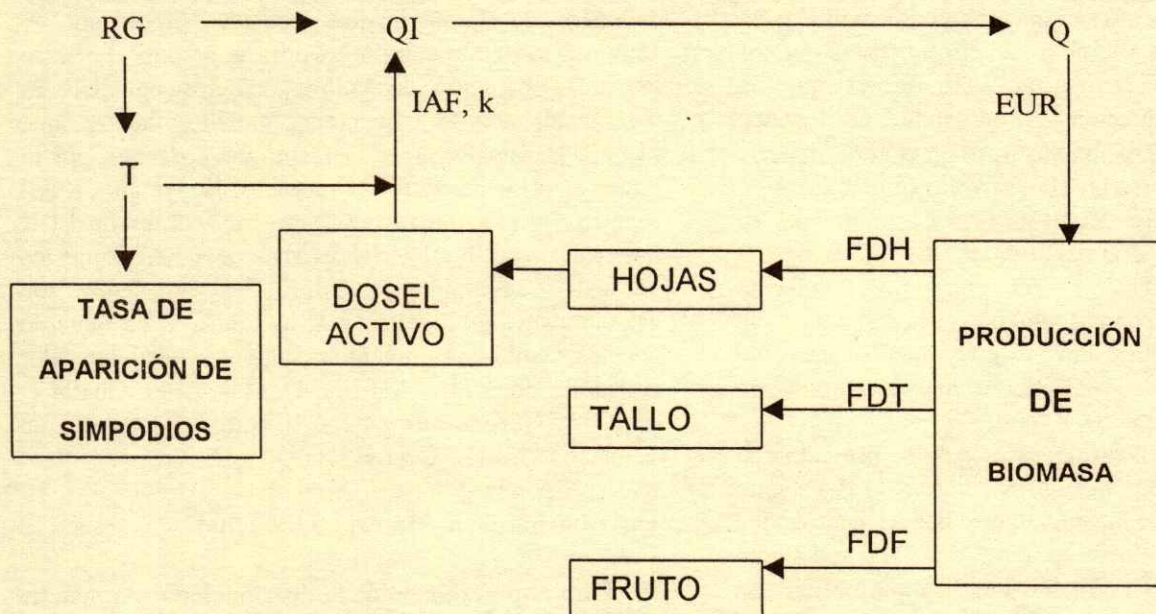 RG
QI
Q
IAF, k
EUR
T
TASA DE
APARICIÓN DE
SIMPODIOS
DOSEL
ACTIVO
HOJAS
FDH
TALLO
FDT
FRUTO
FDF
PRODUCCIÓN
DE
BIOMASA